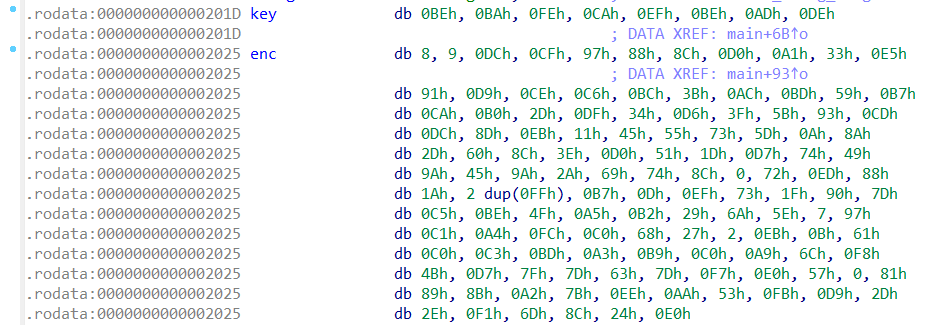 .rodata:000000000000201D key db 0BEh, 0BAh, 0FEh, 0CAh, 0EFh, 0BEh, 0ADh, 0DEh
.rodata:000000000000201D ; DATA XREF: main+6B↑o
.rodata:0000000000002025 enc db 8, 9, 0DCh, 0CFh, 97h, 88h, 8Ch, 0D0h, 0A1h, 33h, 0E5h
.rodata:0000000000002025 ; DATA XREF: main+93↑o
.rodata:0000000000002025 db 91h, 0D9h, 0CEh, 0C6h, 0BCh, 3Bh, 0ACh, 0BDh, 59h, 0B7h
.rodata:0000000000002025 db 0CAh, 0B0h, 2Dh, 0DFh, 34h, 0D6h, 3Fh, 5Bh, 93h, 0CDh
.rodata:0000000000002025 db 0DCh, 8Dh, 0EBh, 11h, 45h, 55h, 73h, 5Dh, 0Ah, 8Ah
.rodata:0000000000002025 db 2Dh, 60h, 8Ch, 3Eh, 0D0h, 51h, 1Dh, 0D7h, 74h, 49h
.rodata:0000000000002025 db 9Ah, 45h, 9Ah, 2Ah, 69h, 74h, 8Ch, 0, 72h, 0EDh, 88h
.rodata:0000000000002025 db 1Ah, 2 dup(0FFh), 0B7h, 0Dh, 0EFh, 73h, 1Fh, 90h, 7Dh
.rodata:0000000000002025 db 0C5h, 0BEh, 4Fh, 0A5h, 0B2h, 29h, 6Ah, 5Eh, 7, 97h
.rodata:0000000000002025 db 0C1h, 0A4h, 0FCh, 0C0h, 68h, 27h, 2, 0EBh, 0Bh, 61h
.rodata:0000000000002025 db 0C0h, 0C3h, 0BDh, 0A3h, 0B9h, 0C0h, 0A9h, 6Ch, 0F8h
.rodata:0000000000002025 db 4Bh, 0D7h, 7Fh, 7Dh, 63h, 7Dh, 0F7h, 0E0h, 57h, 0, 81h
.rodata:0000000000002025 db 89h, 8Bh, 0A2h, 7Bh, 0EEh, 0AAh, 53h, 0FBh, 0D9h, 2Dh
.rodata:0000000000002025 db 2Eh, 0F1h, 6Dh, 8Ch, 24h, 0E0h